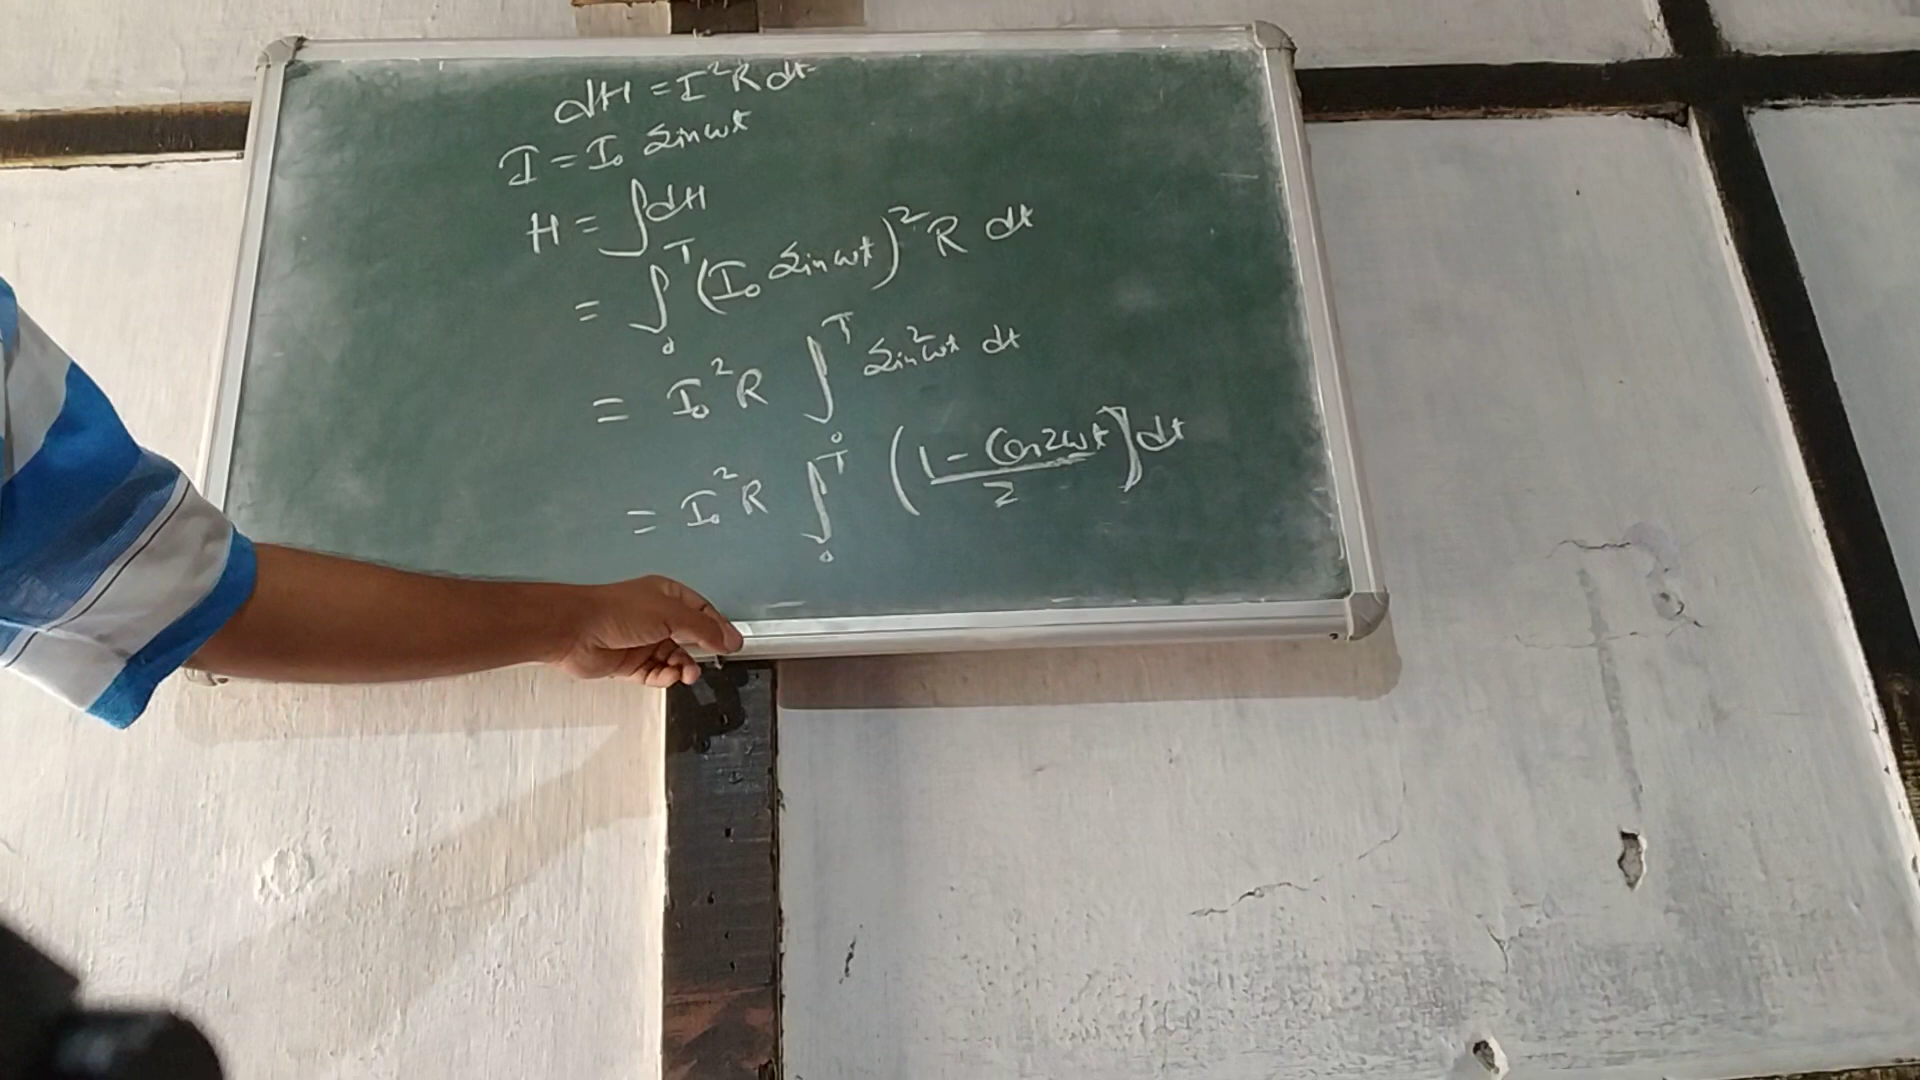 dH = I²R dt
I = I₀ Sinωt
H = ∫dH
= ∫₀ᵀ (I₀ Sinωt)² R dt
= I₀²R ∫₀ᵀ Sin²ωt dt
= I₀²R ∫₀ᵀ (1 - Cos2ωt / 2) dt